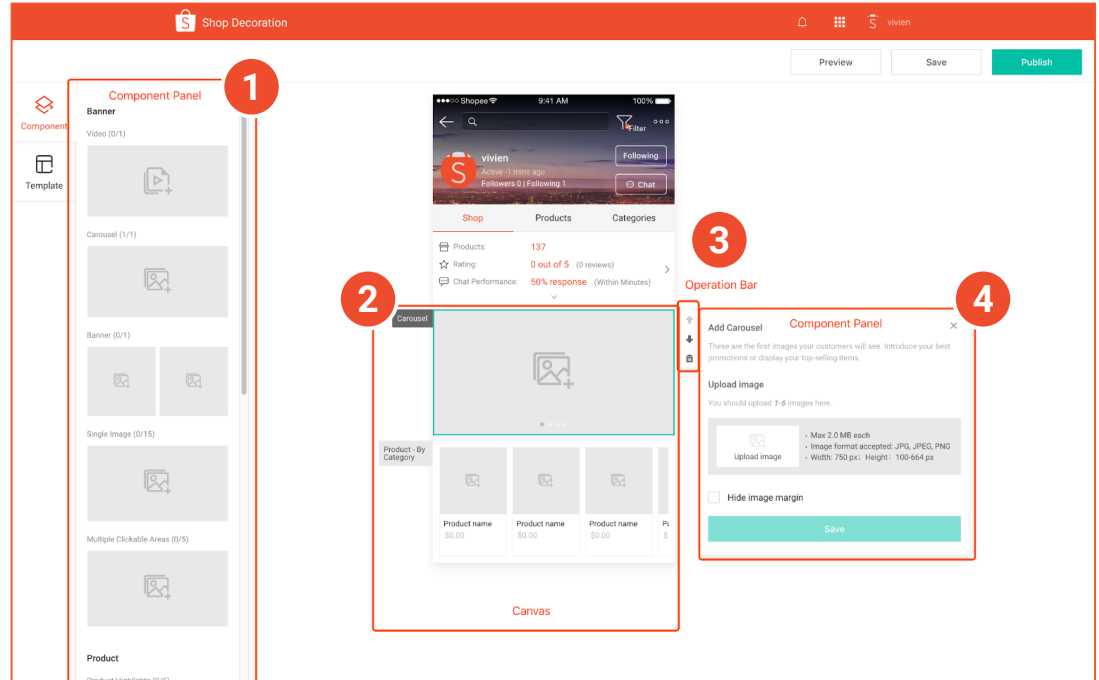 Shop Decoration
vivien
Preview
Save
Publish
1
Component Panel
Component
Template
Banner
Video (0/1)
Carousel (1/1)
Banner (0/1)
Single Image (0/15)
Multiple Clickable Areas (0/5)
Product
Product Highlights (0/5)
Shopee
9:41 AM
100%
Filter
vivien
Active -1 mins ago
Followers 0 | Following 1
Following
Chat
Shop
Products
Categories
Products:
137
Rating:
0 out of 5 (0 reviews)
Chat Performance:
50% response (Within Minutes)
2
Carousel
Product - By
Category
Product name
$0.00
Product name
$0.00
Product name
$0.00
Pr
$
Canvas
3
Operation Bar
4
Component Panel
Add Carousel
These are the first images your customers will see. Introduce your best
promotions or display your top-selling items.
Upload image
You should upload 1-6 images here.
Upload image
• Max 2.0 MB each
• Image format accepted: JPG, JPEG, PNG
• Width: 750 px; Height: 100-664 px
Hide image margin
Save